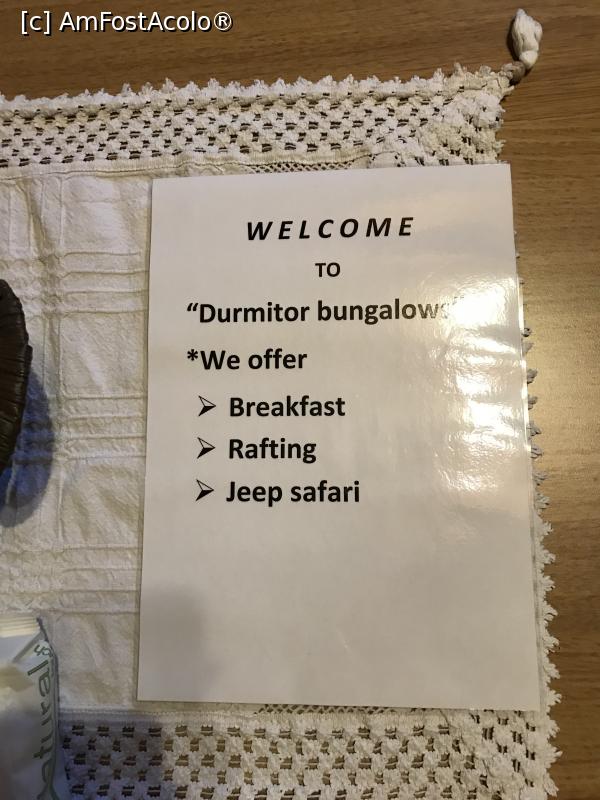 [c] AmFostAcolo®
WELCOME
TO
“Durmitor bungalows”
*We offer
➢ Breakfast
➢ Rafting
➢ Jeep safari